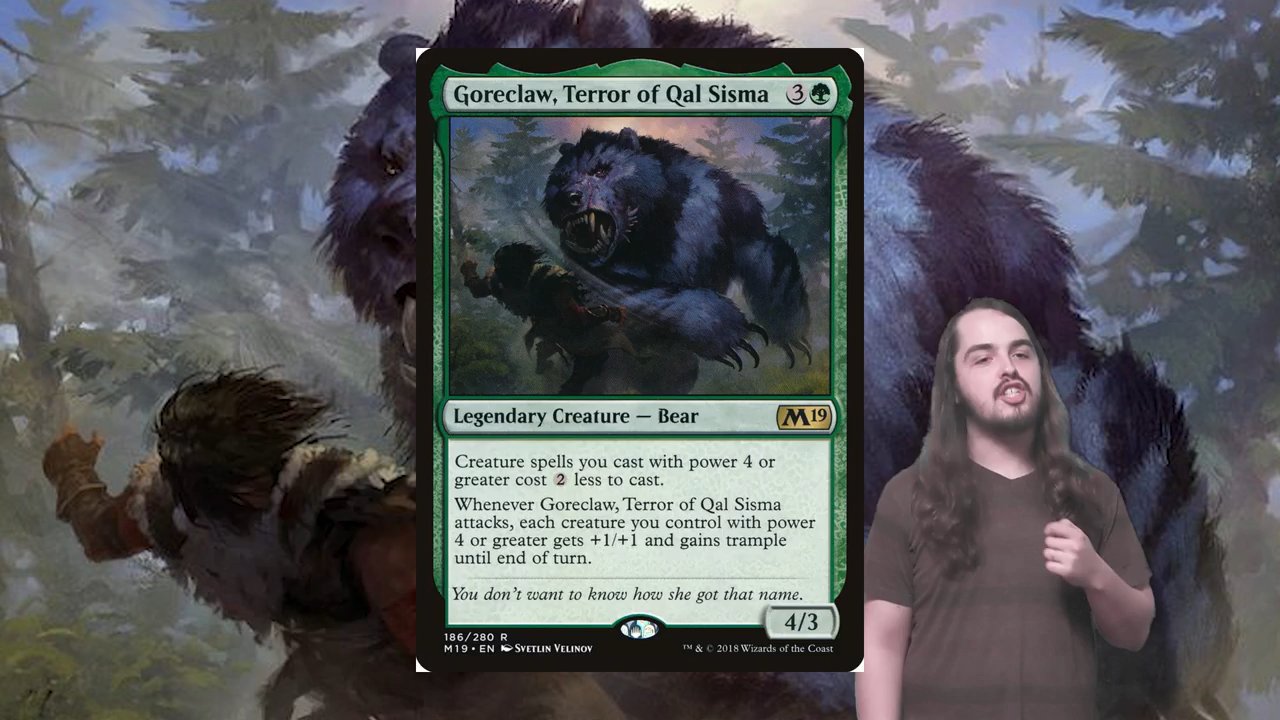 Goreclaw, Terror of Qal Sisma 3
Legendary Creature — Bear M19
Creature spells you cast with power 4 or
greater cost 2 less to cast.
Whenever Goreclaw, Terror of Qal Sisma
attacks, each creature you control with power
4 or greater gets +1/+1 and gains trample
until end of turn.
You don't want to know how she got that name.
4/3
186/280 R
M19 • EN Svetlin Velinov
™ & © 2018 Wizards of the Coast